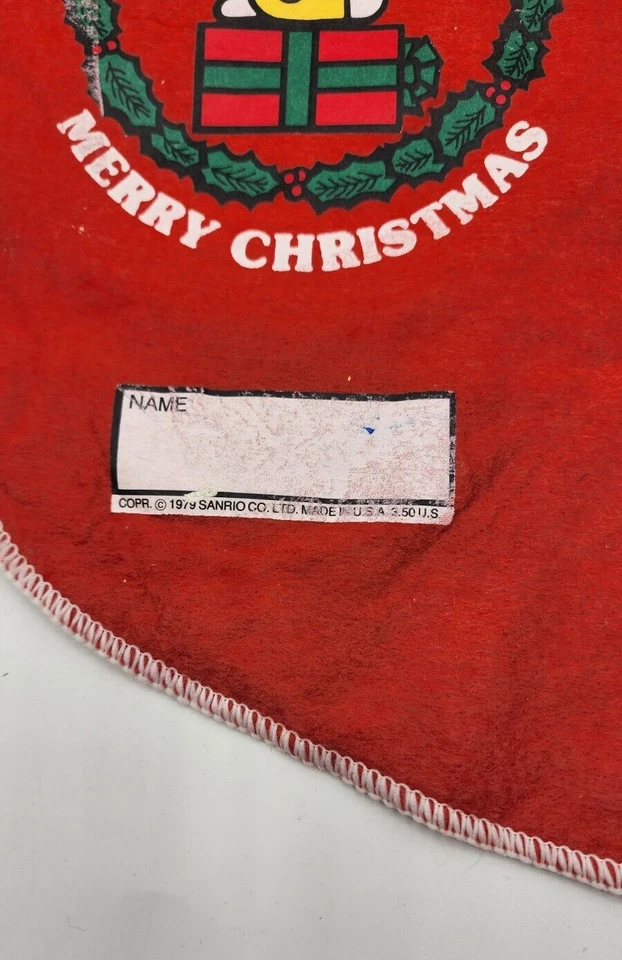 MERRY CHRISTMAS
NAME
COPR. © 1979 SANRIO CO. LTD. MADE IN U.S.A. 3.50 U.S.